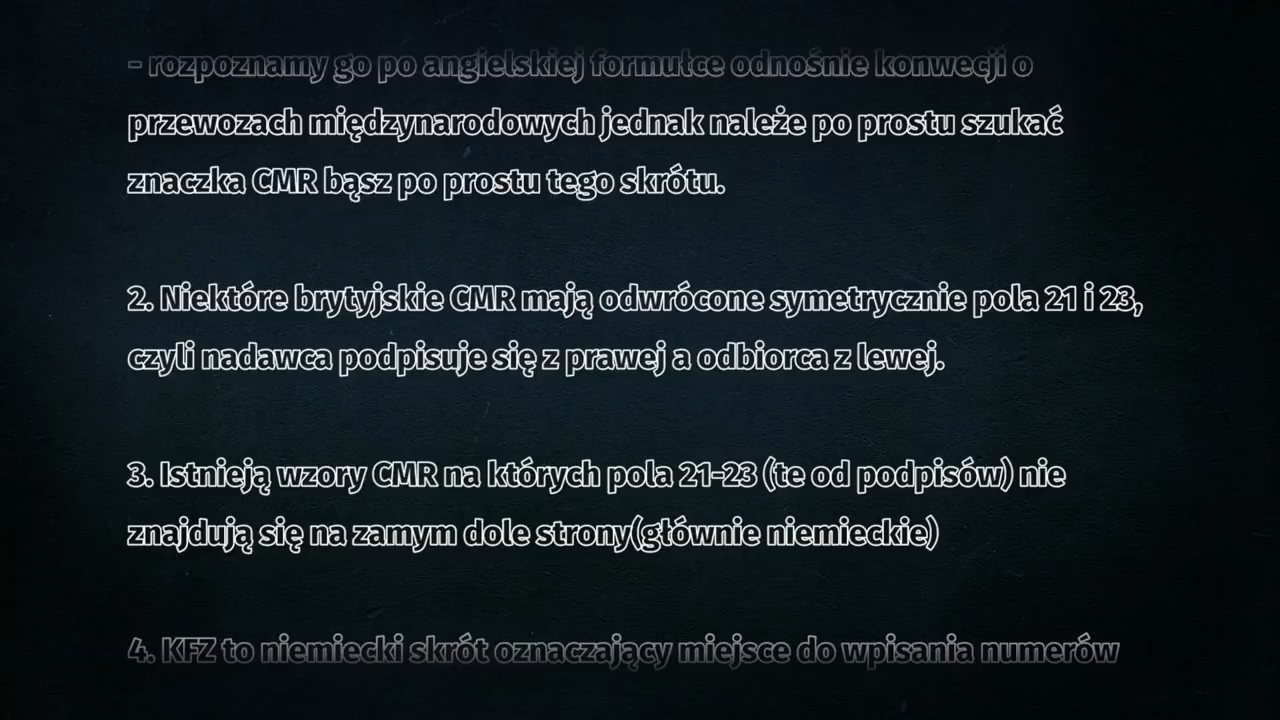 - rozpoznamy go po angielskiej formułce odnośnie konwecji o
przewozach międzynarodowych jednak należe po prostu szukać
znaczka CMR bąsz po prostu tego skrótu.
2. Niektóre brytyjskie CMR mają odwrócone symetrycznie pola 21 i 23,
czyli nadawca podpisuje się z prawej a odbiorca z lewej.
3. Istnieją wzory CMR na których pola 21-23 (te od podpisów) nie
znajdują się na zamym dole strony(głównie niemieckie)
4. KFZ to niemiecki skrót oznaczający miejsce do wpisania numerów